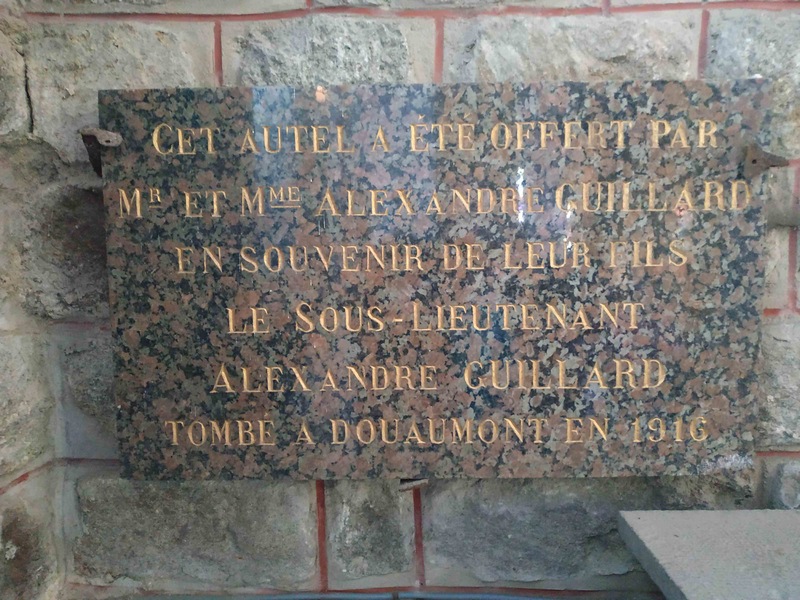 CET AUTEL A ÉTÉ OFFERT PAR
MR ET MME ALEXANDRE GUILLARD
EN SOUVENIR DE LEUR FILS
LE SOUS-LIEUTENANT
ALEXANDRE GUILLARD
TOMBÉ A DOUAUMONT EN 1916